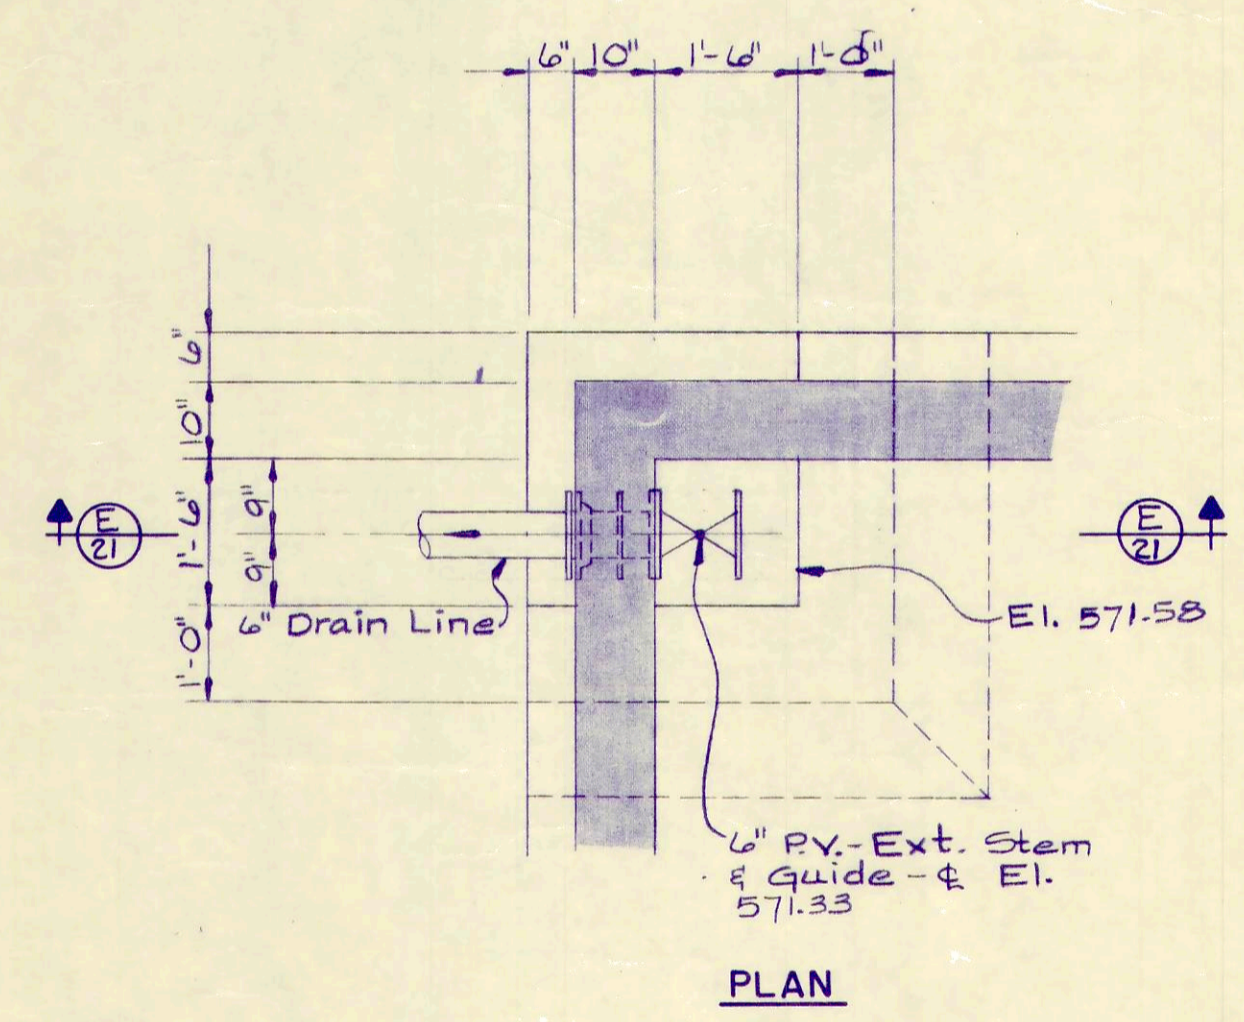 6" 10" 1'-6" 1'-0"
6"
10"
1'-6"
9"
9"
1'-0"
E
21
E
21
6" Drain Line
El. 571.58
6" P.V.-Ext. Stem
& Guide-℄ El.
571.33
PLAN